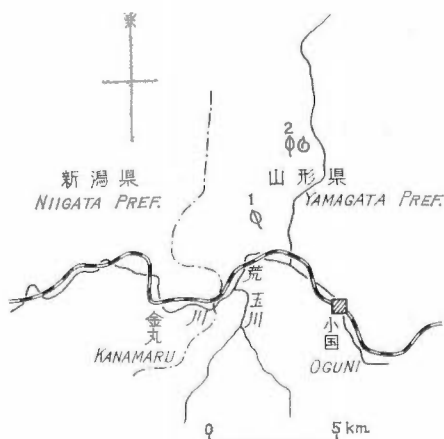 2
新潟県
山形県
NIIGATA PREF.
YAMAGATA PREF.
1
荒
川
玉川
金丸
KANAMARU
小国
OGUNI
0 5 km.